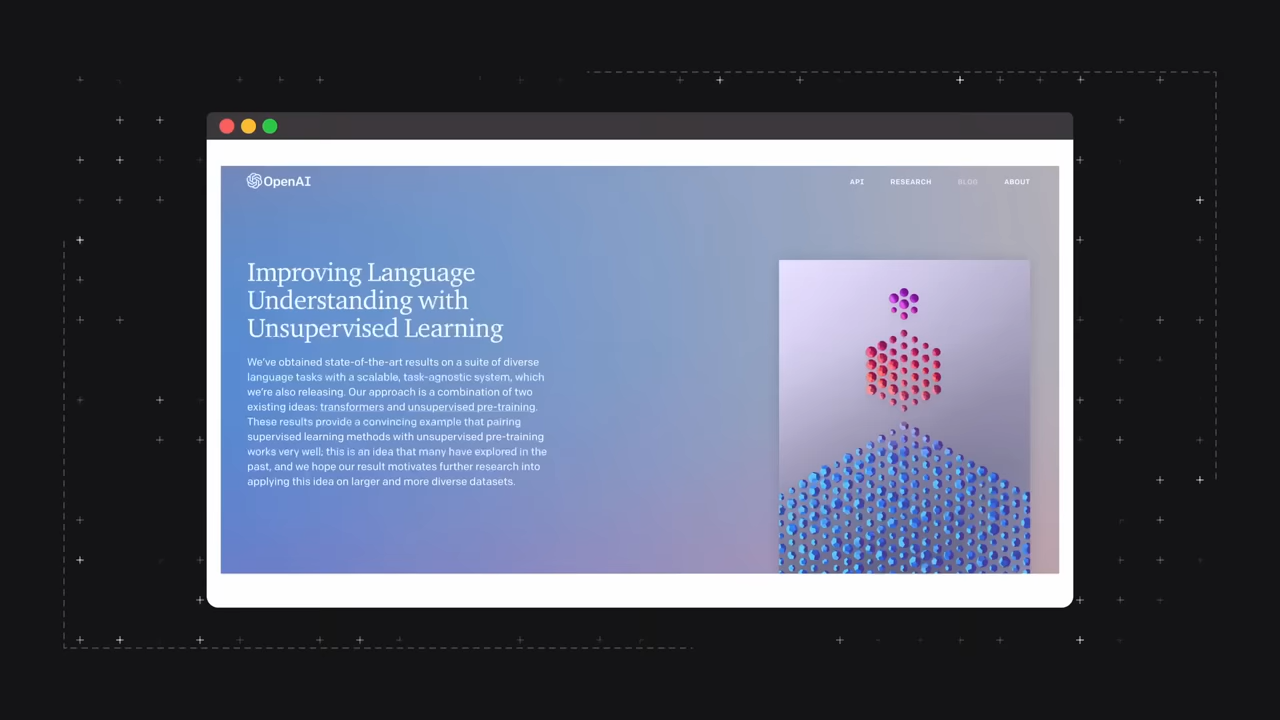 OpenAI
API RESEARCH BLOG ABOUT
Improving Language
Understanding with
Unsupervised Learning
We've obtained state-of-the-art results on a suite of diverse
language tasks with a scalable, task-agnostic system, which
we're also releasing. Our approach is a combination of two
existing ideas: transformers and unsupervised pre-training.
These results provide a convincing example that pairing
supervised learning methods with unsupervised pre-training
works very well; this is an idea that many have explored in the
past, and we hope our result motivates further research into
applying this idea on larger and more diverse datasets.